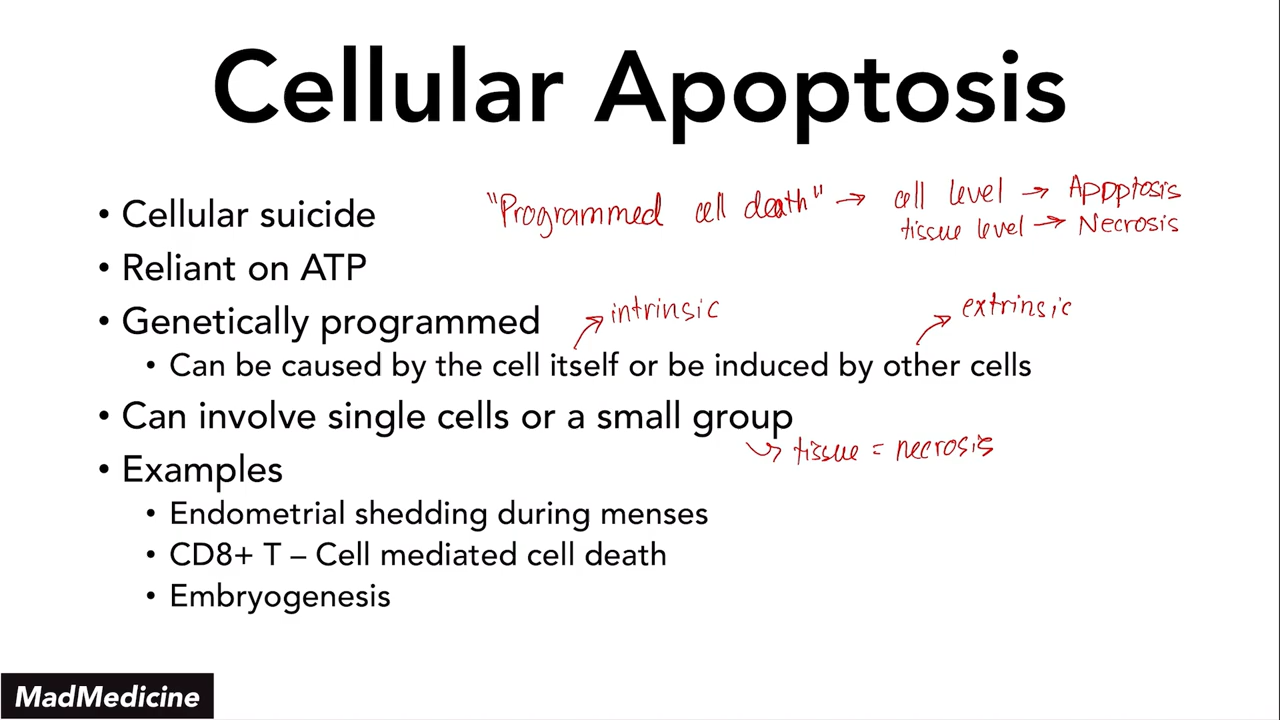 Cellular Apoptosis
• Cellular suicide
"Programmed cell death" → cell level → Apoptosis
tissue level → Necrosis
• Reliant on ATP
• Genetically programmed
intrinsic
extrinsic
• Can be caused by the cell itself or be induced by other cells
• Can involve single cells or a small group
tissue = necrosis
• Examples
• Endometrial shedding during menses
• CD8+ T – Cell mediated cell death
• Embryogenesis
MadMedicine